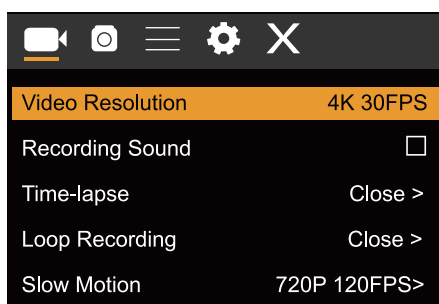 Video Resolution 4K 30FPS
Recording Sound
Time-lapse Close >
Loop Recording Close >
Slow Motion 720P 120FPS>